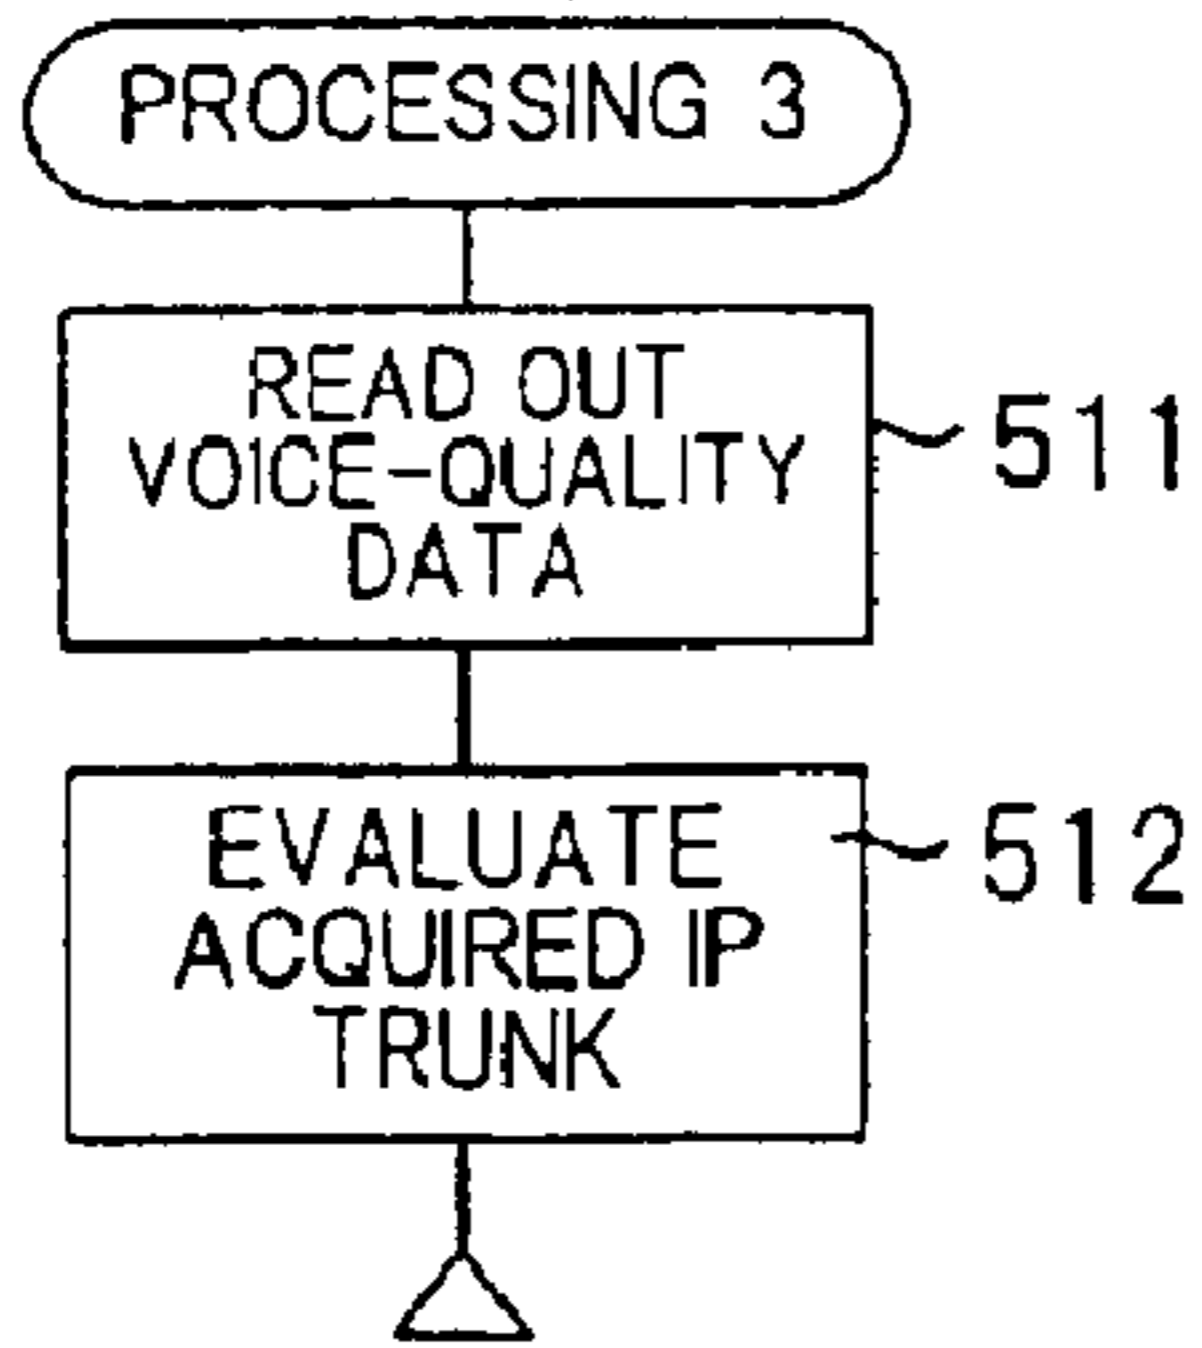 PROCESSING 3
READ OUT
VOICE-QUALITY
DATA
511
EVALUATE
ACQUIRED IP
TRUNK
512